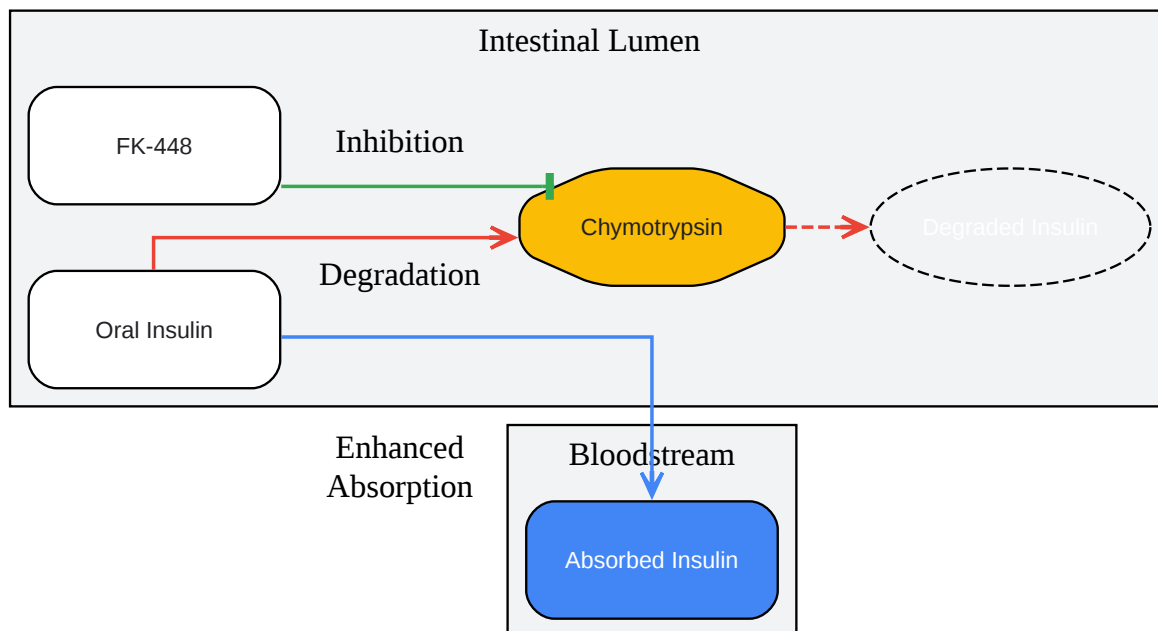 Intestinal Lumen
FK-448
Inhibition
Chymotrypsin
Degraded Insulin
Degradation
Oral Insulin
Enhanced
Absorption
Bloodstream
Absorbed Insulin